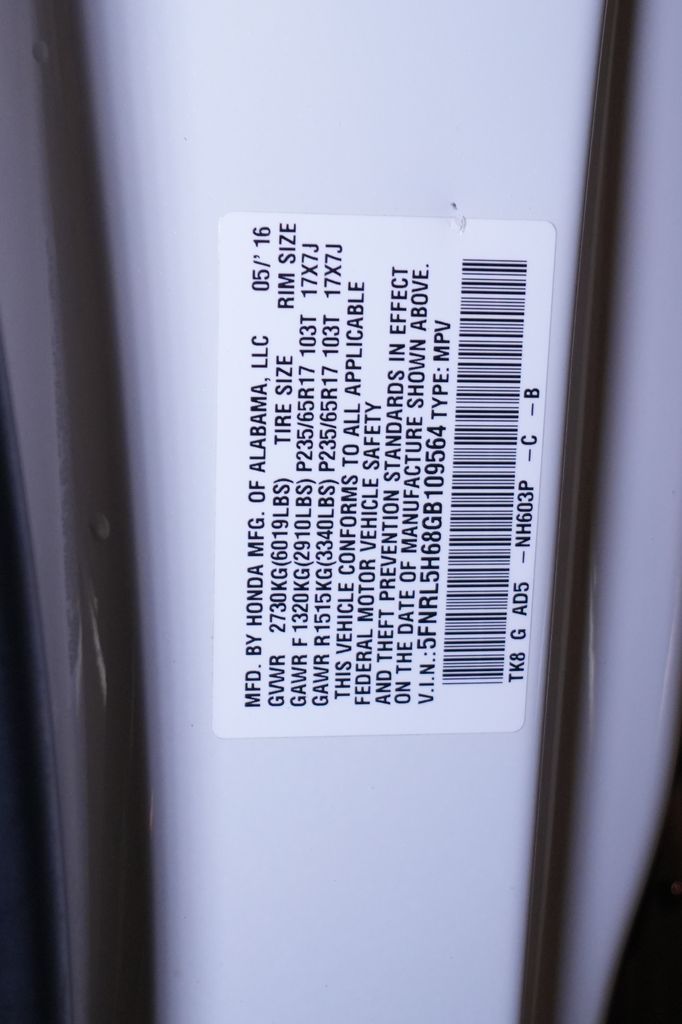 MFD. BY HONDA MFG. OF ALABAMA, LLC 05/' 16
GVWR 2730KG(6019LBS) TIRE SIZE RIM SIZE
GAWR F 1320KG(2910LBS) P235/65R17 103T 17X7J
GAWR R1515KG(3340LBS) P235/65R17 103T 17X7J
THIS VEHICLE CONFORMS TO ALL APPLICABLE
FEDERAL MOTOR VEHICLE SAFETY
AND THEFT PREVENTION STANDARDS IN EFFECT
ON THE DATE OF MANUFACTURE SHOWN ABOVE.
V.I.N.:5FNRL5H68GB109564 TYPE: MPV
TK8 G AD5 - NH603P - C - B